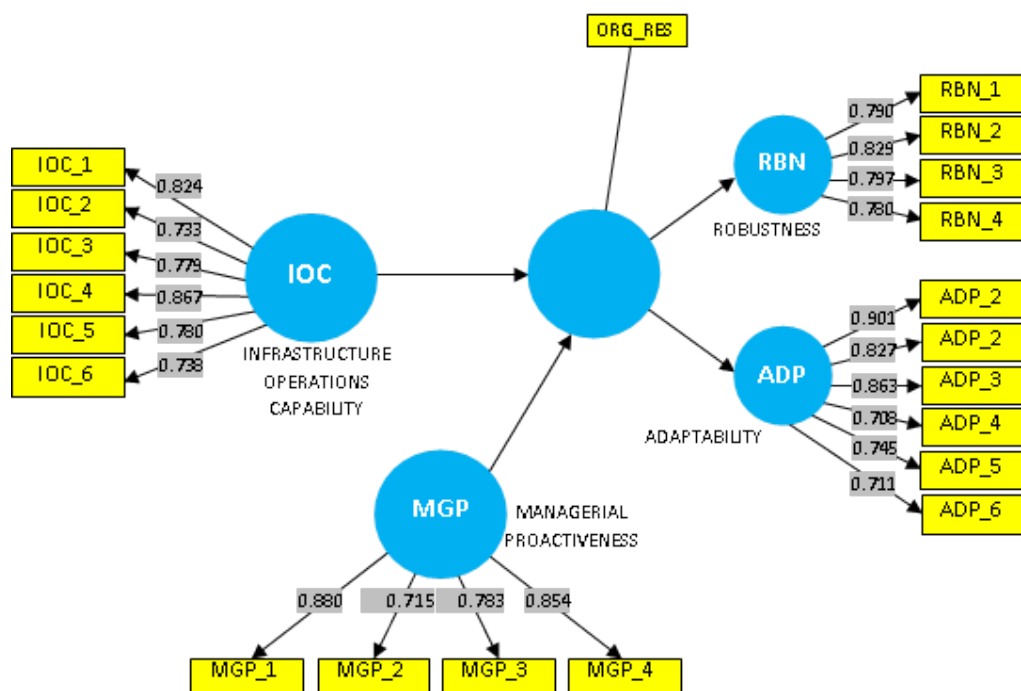 ORG_RES
RBN_1
RBN_2
RBN_3
RBN_4
0.790
0.829
0.797
0.780
RBN
ROBUSTNESS
IOC_1
IOC_2
IOC_3
IOC_4
IOC_5
IOC_6
0.824
0.733
0.779
0.867
0.780
0.738
IOC
INFRASTRUCTURE
OPERATIONS
CAPABILITY
ADP_2
ADP_2
ADP_3
ADP_4
ADP_5
ADP_6
0.901
0.827
0.863
0.708
0.745
0.711
ADP
ADAPTABILITY
MGP
MANAGERIAL
PROACTIVENESS
0.880
0.715
0.783
0.854
MGP_1
MGP_2
MGP_3
MGP_4